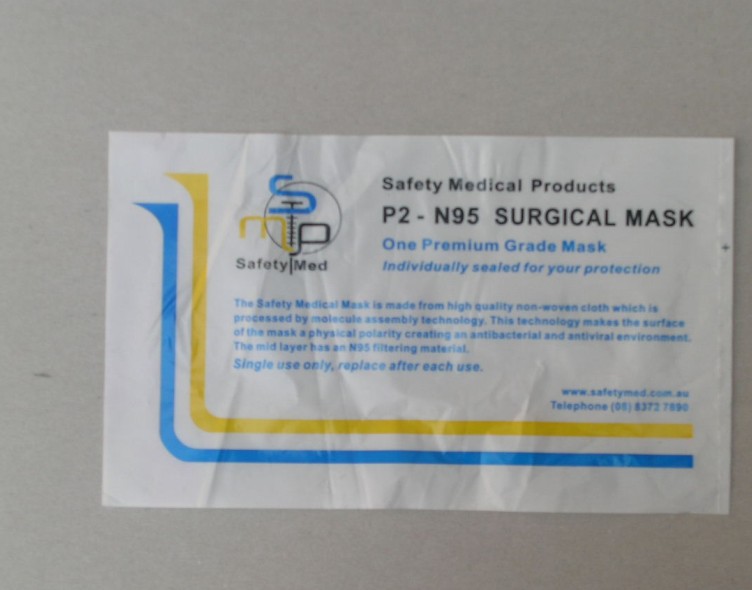 SMP
Safety Med
Safety Medical Products
P2 - N95 SURGICAL MASK
One Premium Grade Mask
Individually sealed for your protection
The Safety Medical Mask is made from high quality non-woven cloth which is
processed by molecule assembly technology. This technology makes the surface
of the mask a physical polarity creating an antibacterial and antiviral environment.
The mid layer has an N95 filtering material.
Single use only, replace after each use.
www.safetymed.com.au
Telephone (08) 8372 7890